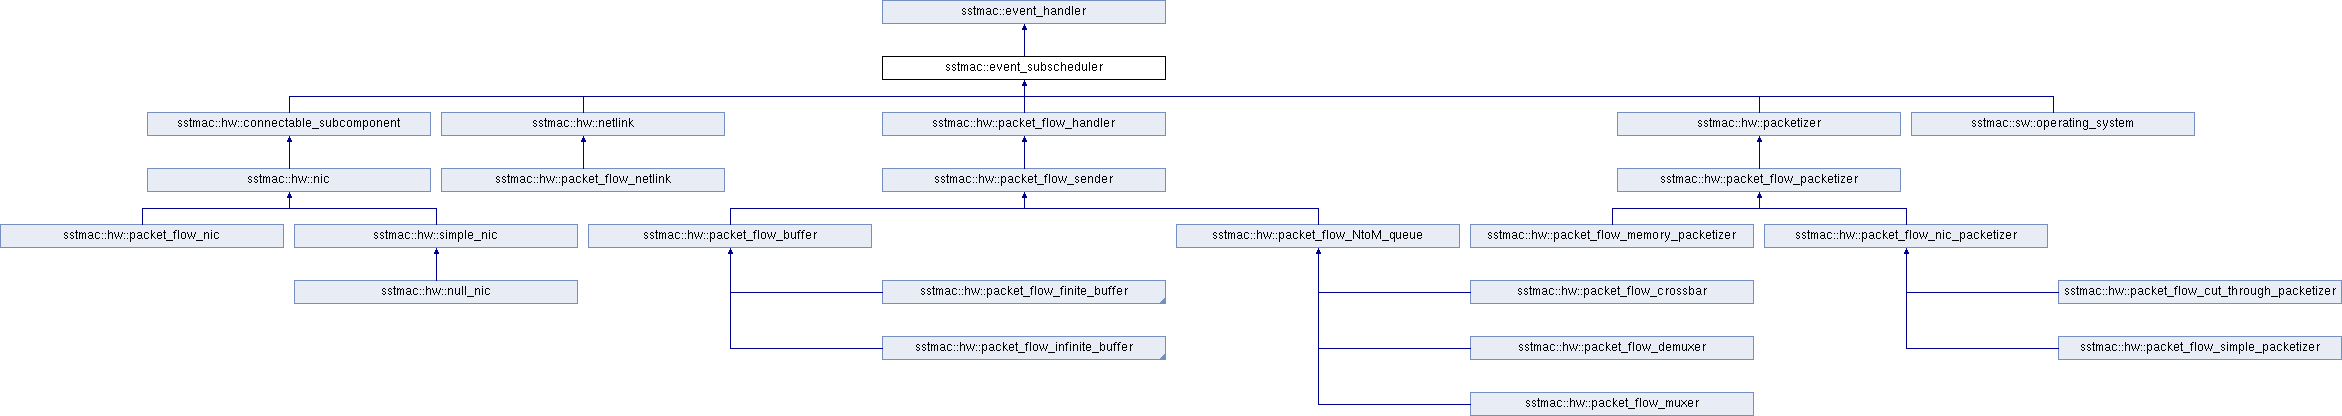 sstmac::event_handler
sstmac::event_subscheduler
sstmac::hw::connectable_subcomponent
sstmac::hw::netlink
sstmac::hw::packet_flow_handler
sstmac::hw::packetizer
sstmac::sw::operating_system
sstmac::hw::nic
sstmac::hw::packet_flow_netlink
sstmac::hw::packet_flow_sender
sstmac::hw::packet_flow_packetizer
sstmac::hw::packet_flow_nic
sstmac::hw::simple_nic
sstmac::hw::packet_flow_buffer
sstmac::hw::packet_flow_NtoM_queue
sstmac::hw::packet_flow_memory_packetizer
sstmac::hw::packet_flow_nic_packetizer
sstmac::hw::null_nic
sstmac::hw::packet_flow_finite_buffer
sstmac::hw::packet_flow_crossbar
sstmac::hw::packet_flow_cut_through_packetizer
sstmac::hw::packet_flow_infinite_buffer
sstmac::hw::packet_flow_demuxer
sstmac::hw::packet_flow_simple_packetizer
sstmac::hw::packet_flow_muxer